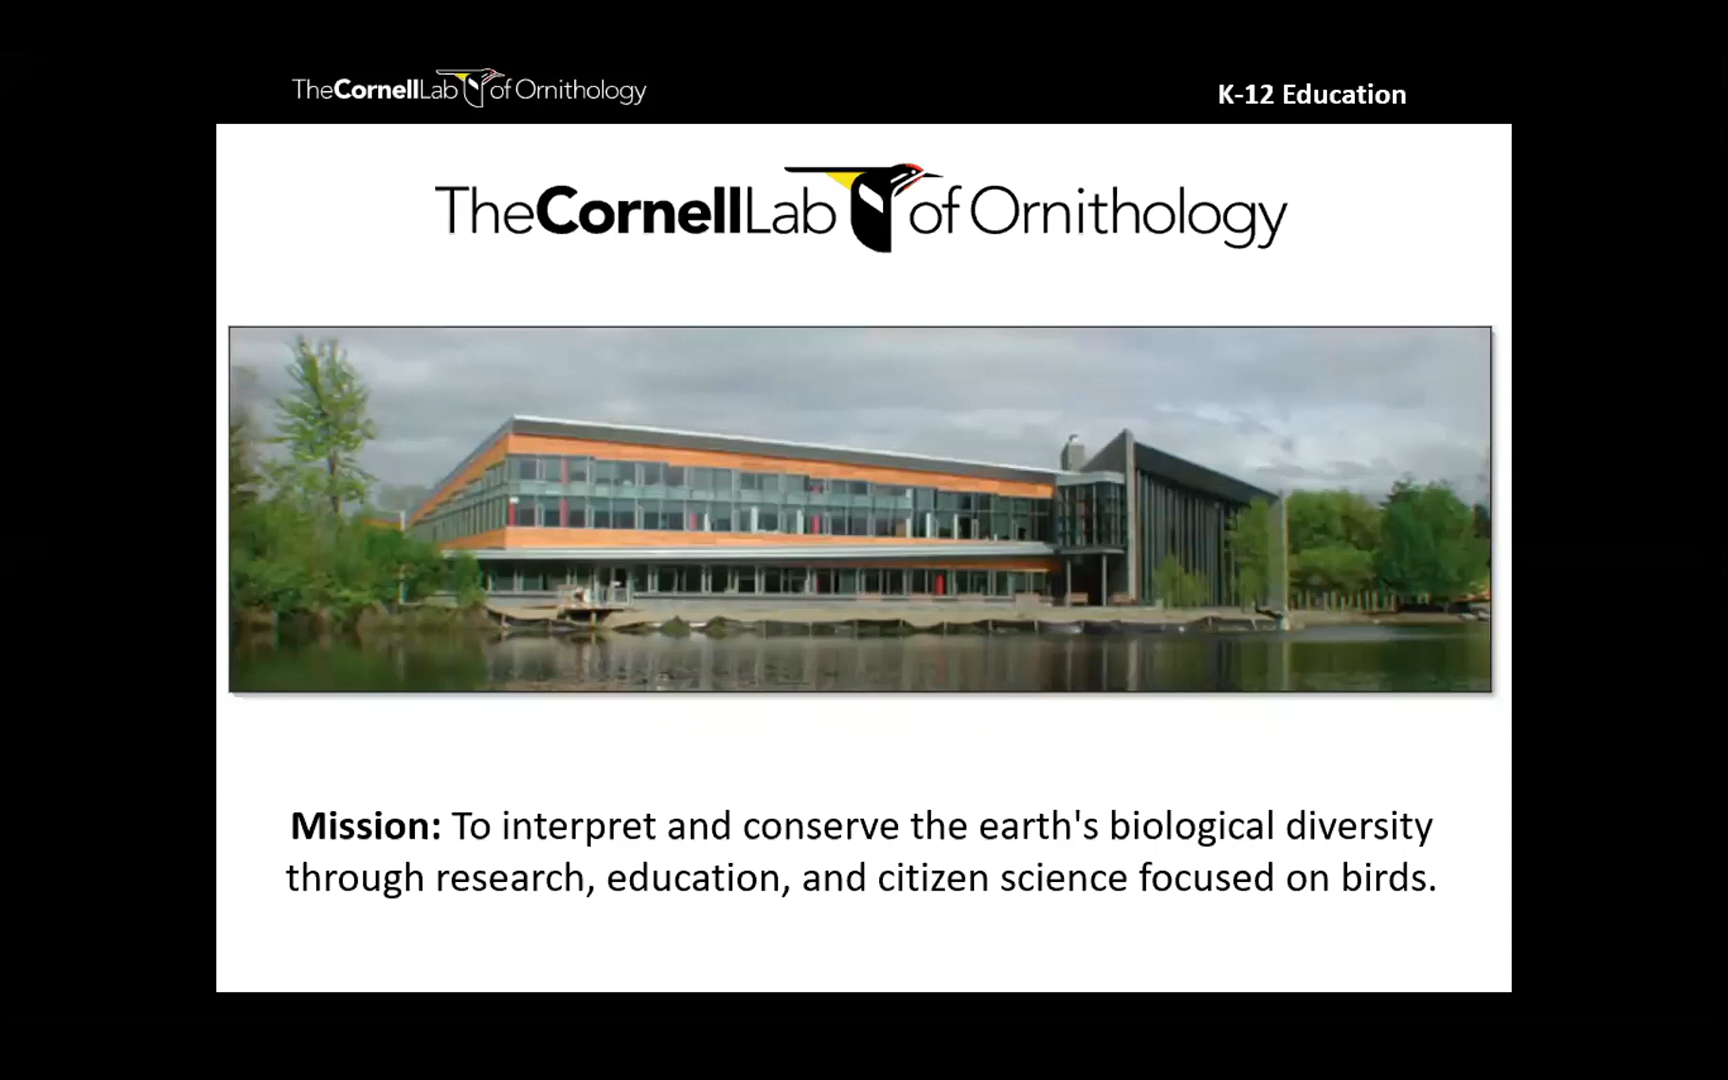 TheCornellLab of Ornithology
K-12 Education
TheCornellLab of Ornithology
Mission: To interpret and conserve the earth's biological diversity
through research, education, and citizen science focused on birds.